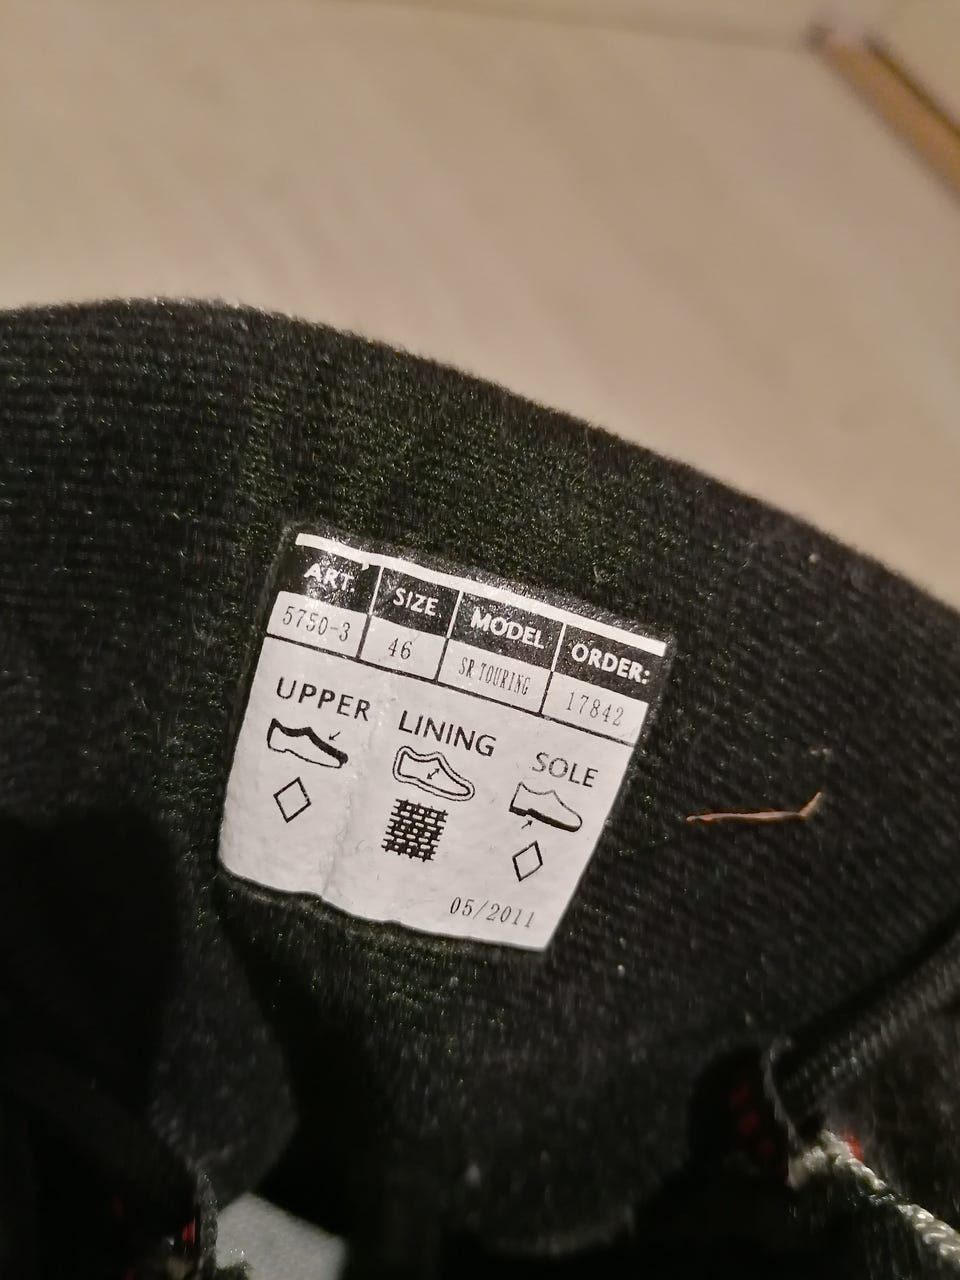 ART. SIZE MODEL ORDER:
5750-3 46 SR TOURING 17842
UPPER LINING SOLE
05/2011